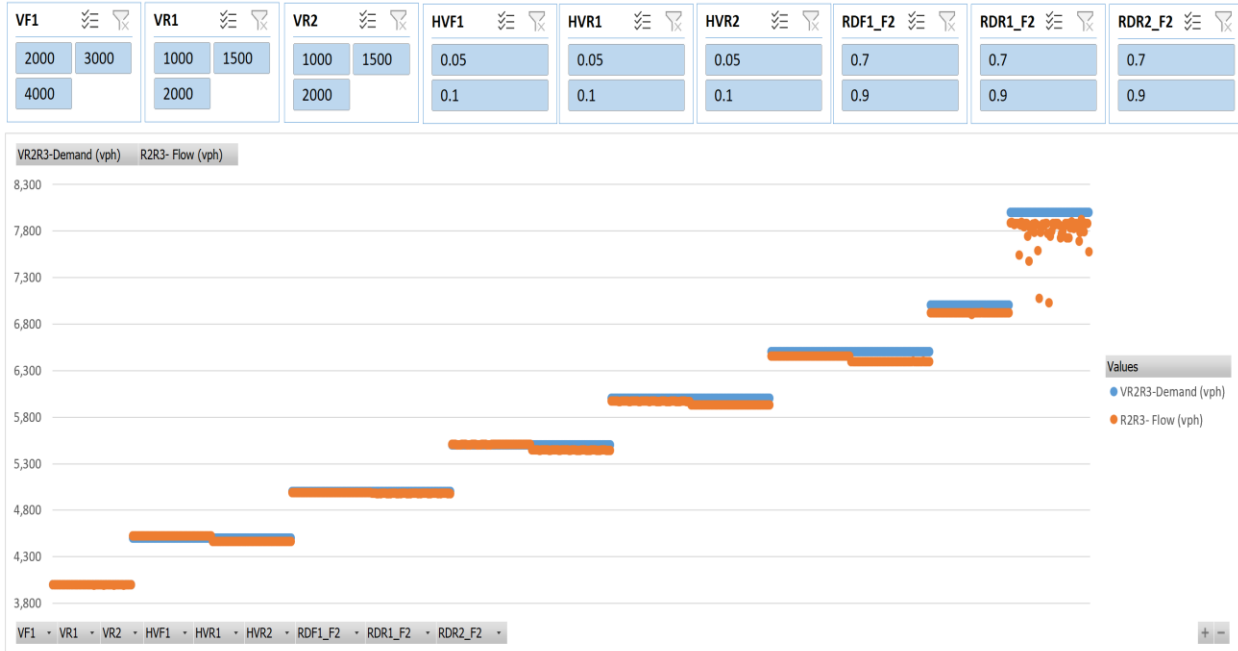 VF1 VR1 VR2 HVF1 HVR1 HVR2 RDF1_F2 RDR1_F2 RDR2_F2
2000 3000 1000 1500 1000 1500 0.05 0.05 0.05 0.7 0.7 0.7
4000 2000 2000 0.1 0.1 0.1 0.9 0.9 0.9
VR2R3-Demand (vph) R2R3- Flow (vph)
8,300
7,800
7,300
6,800
6,300
5,800
5,300
4,800
4,300
3,800
Values
VR2R3-Demand (vph)
R2R3- Flow (vph)
VF1 VR1 VR2 HVF1 HVR1 HVR2 RDF1_F2 RDR1_F2 RDR2_F2
+ −